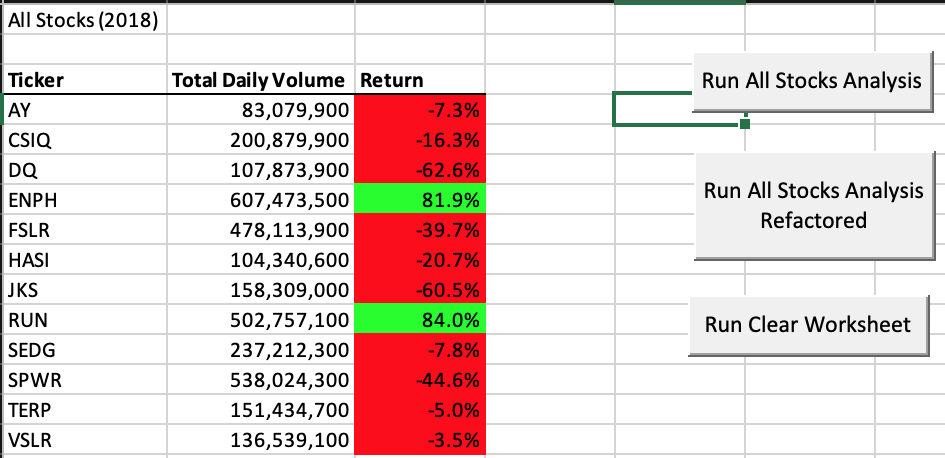 All Stocks (2018)
Ticker Total Daily Volume Return
AY 83,079,900 -7.3%
CSIQ 200,879,900 -16.3%
DQ 107,873,900 -62.6%
ENPH 607,473,500 81.9%
FSLR 478,113,900 -39.7%
HASI 104,340,600 -20.7%
JKS 158,309,000 -60.5%
RUN 502,757,100 84.0%
SEDG 237,212,300 -7.8%
SPWR 538,024,300 -44.6%
TERP 151,434,700 -5.0%
VSLR 136,539,100 -3.5%
Run All Stocks Analysis
Run All Stocks Analysis
Refactored
Run Clear Worksheet